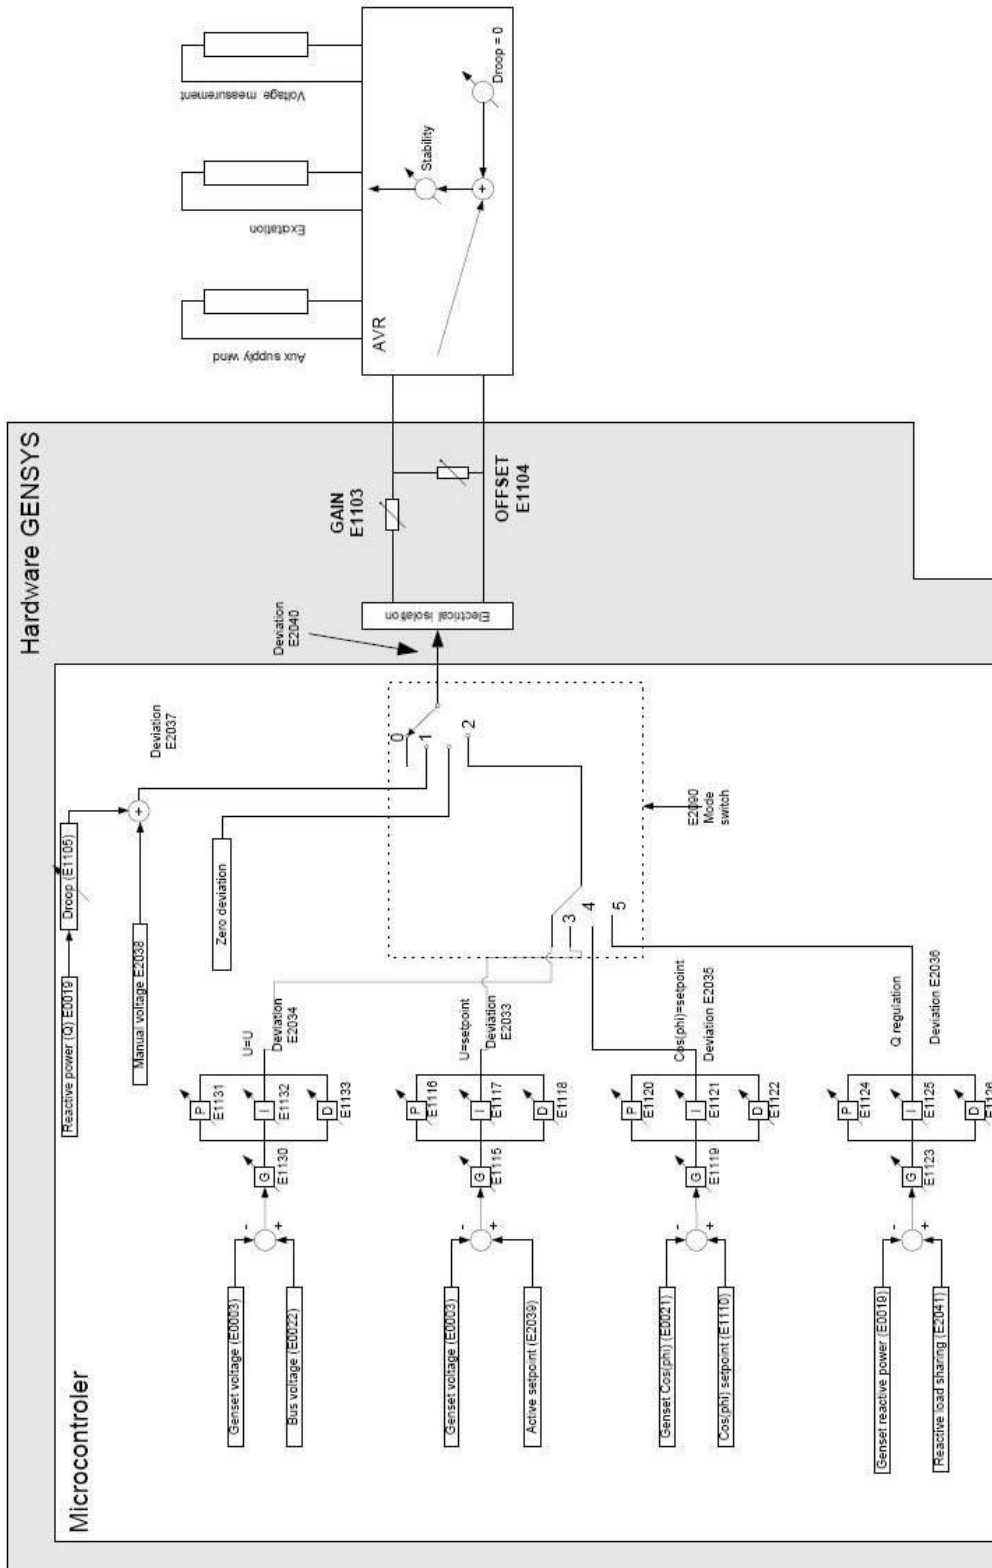 Hardware GENSYS
Microcontroler
Reactive power (Q) E0019
Droop (E1105)
Manual voltage E2038
+
Deviation
E2037
Zero deviation
Genset voltage (E0003)
Bus voltage (E0022)
-
+
G
E1130
P
E1131
I
E1132
D
E1133
U=U
Deviation
E2034
Genset voltage (E0003)
Active setpoint (E2039)
-
+
G
E1115
P
E1116
I
E1117
D
E1118
U=setpoint
Deviation
E2033
Genset Cos(phi) (E0021)
Cos(phi) setpoint (E1110)
-
+
G
E1119
P
E1120
I
E1121
D
E1122
Cos(phi)=setpoint
Deviation E2035
Genset reactive power (E0019)
Reactive load sharing (E2041)
-
+
G
E1123
P
E1124
I
E1125
D
E1126
Q regulation
Deviation E2036
0
1
2
3
4
5
E2090
Mode
switch
Deviation
E2040
Electrical isolation
GAIN
E1103
OFFSET
E1104
AVR
Aux supply wind
Excitation
Voltage measurement
Stability
+
Droop = 0